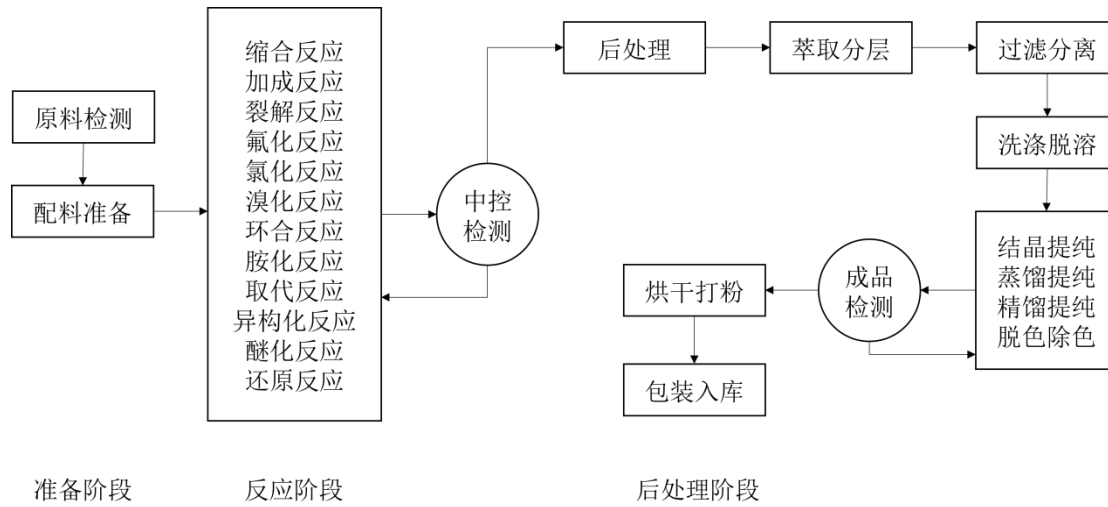 原料检测
配料准备
缩合反应
加成反应
裂解反应
氟化反应
氯化反应
溴化反应
环合反应
胺化反应
取代反应
异构化反应
醚化反应
还原反应
中控
检测
后处理
萃取分层
过滤分离
洗涤脱溶
结晶提纯
蒸馏提纯
精馏提纯
脱色除色
成品
检测
烘干打粉
包装入库
准备阶段
反应阶段
后处理阶段